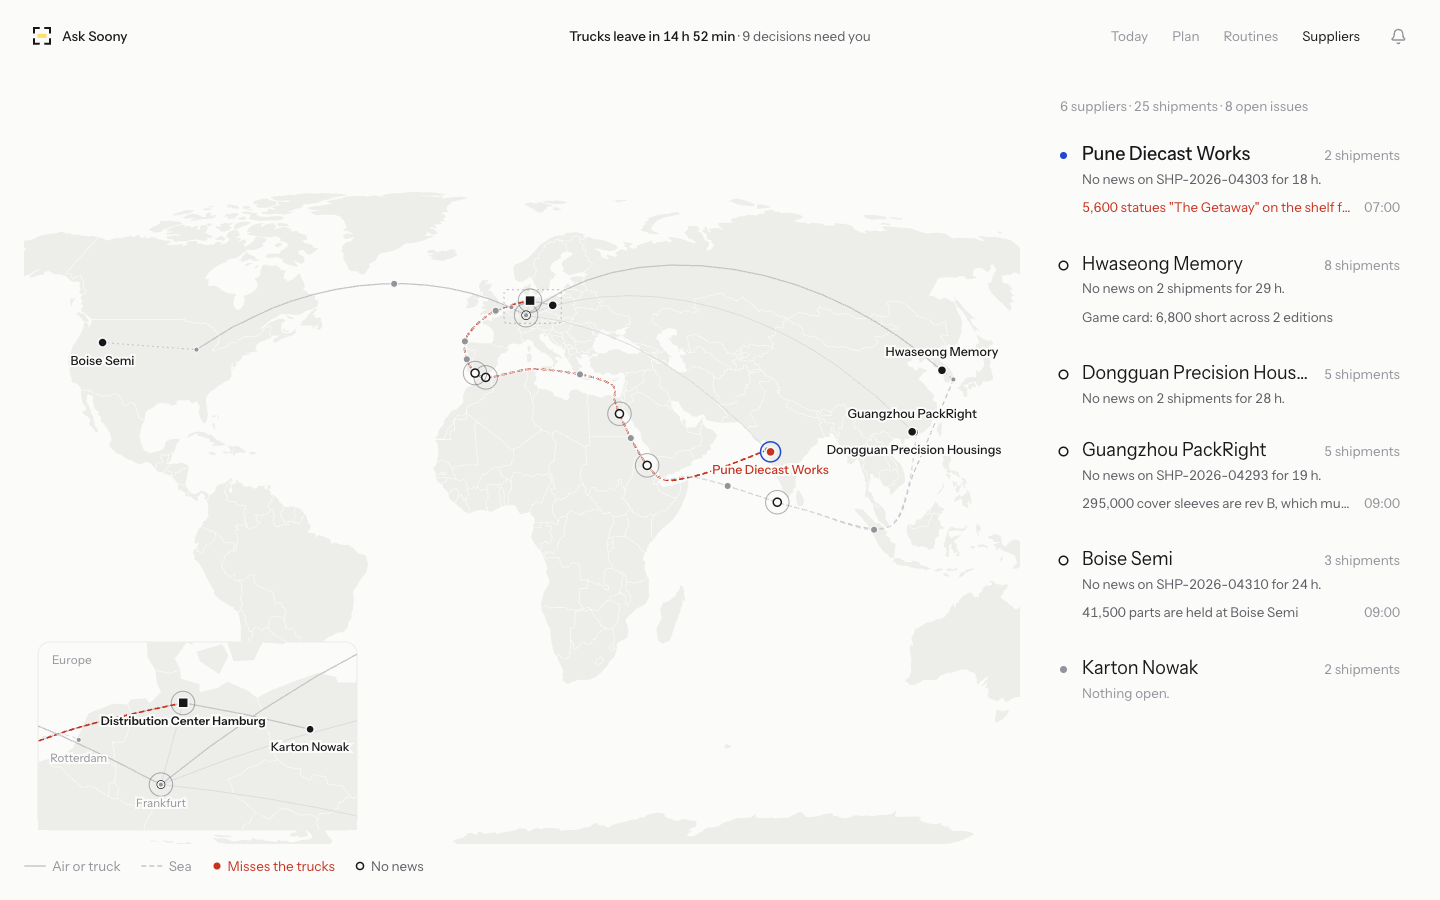 Ask Soony
Trucks leave in 14 h 52 min · 9 decisions need you
Today
Plan
Routines
Suppliers
6 suppliers · 25 shipments · 8 open issues
Pune Diecast Works
2 shipments
No news on SHP-2026-04303 for 18 h.
5,600 statues "The Getaway" on the shelf f...
07:00
Hwaseong Memory
8 shipments
No news on 2 shipments for 29 h.
Game card: 6,800 short across 2 editions
Dongguan Precision Hous...
5 shipments
No news on 2 shipments for 28 h.
Guangzhou PackRight
5 shipments
No news on SHP-2026-04293 for 19 h.
295,000 cover sleeves are rev B, which mu...
09:00
Boise Semi
3 shipments
No news on SHP-2026-04310 for 24 h.
41,500 parts are held at Boise Semi
09:00
Karton Nowak
2 shipments
Nothing open.
Boise Semi
Hwaseong Memory
Guangzhou PackRight
Dongguan Precision Housings
Pune Diecast Works
Europe
Distribution Center Hamburg
Karton Nowak
Rotterdam
Frankfurt
Air or truck
Sea
Misses the trucks
No news